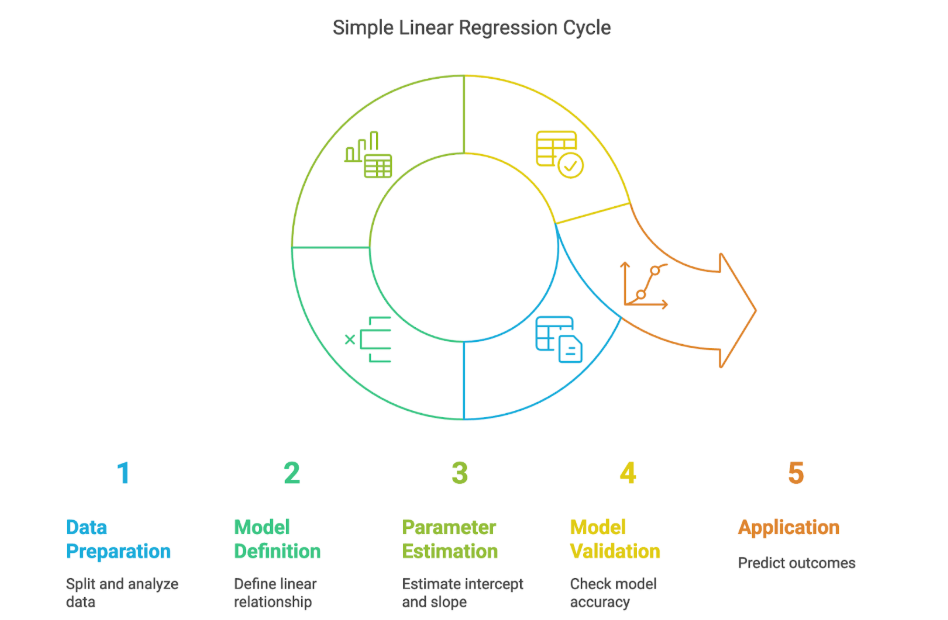 Simple Linear Regression Cycle
1
Data
Preparation
Split and analyze
data
2
Model
Definition
Define linear
relationship
3
Parameter
Estimation
Estimate intercept
and slope
4
Model
Validation
Check model
accuracy
5
Application
Predict outcomes